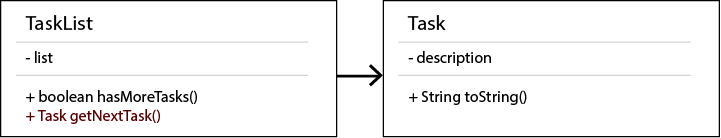 TaskList
- list
+ boolean hasMoreTasks()
+ Task getNextTask()
Task
- description
+ String toString()